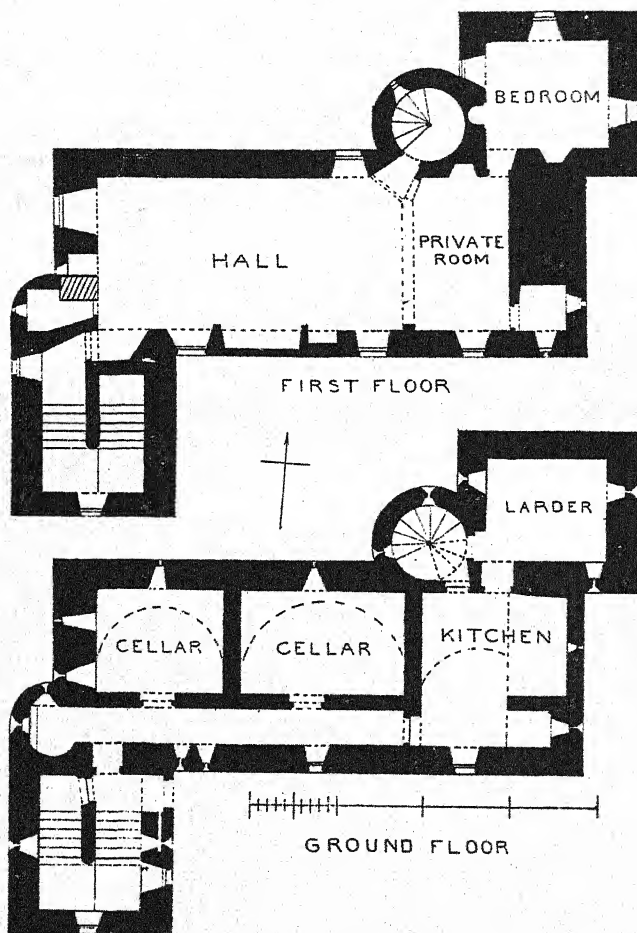 BEDROOM
HALL
PRIVATE
ROOM
FIRST FLOOR
LARDER
CELLAR
CELLAR
KITCHEN
GROUND FLOOR